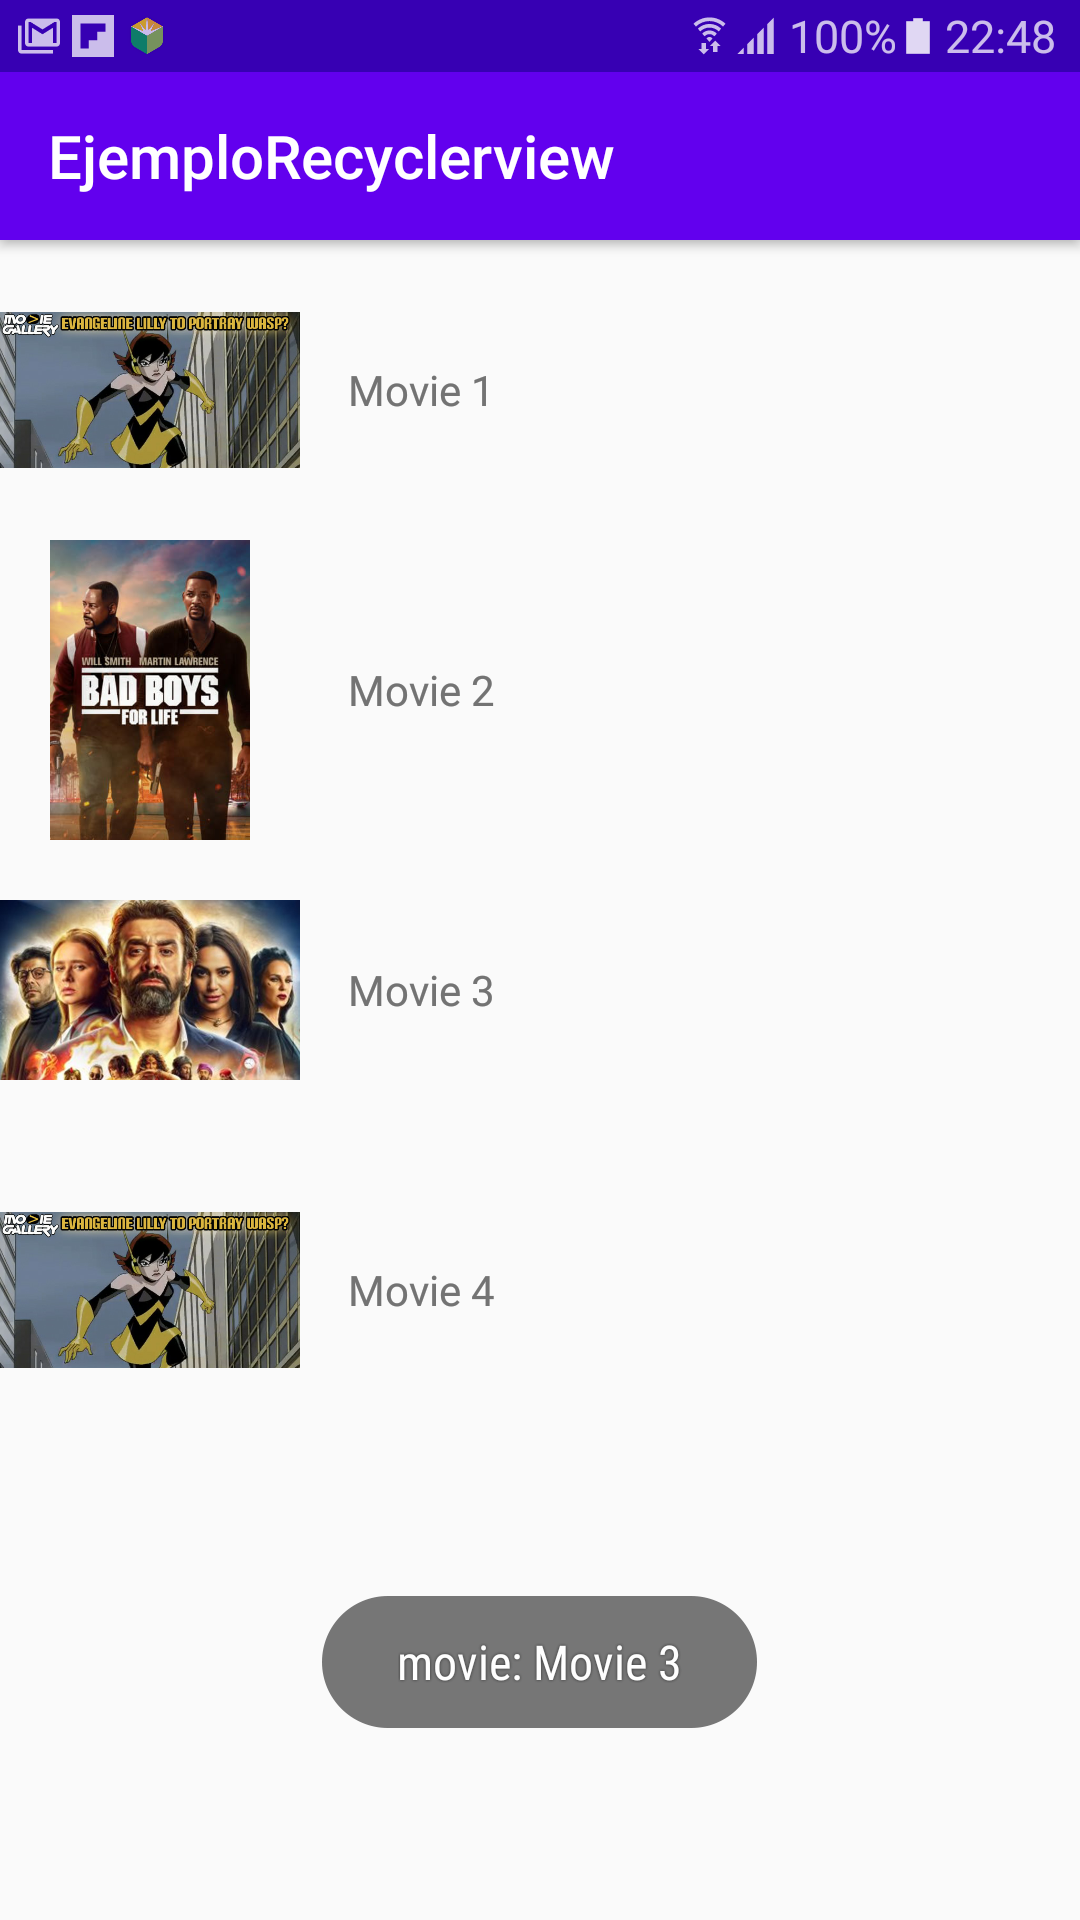 100% 22:48
EjemploRecyclerview
MOVIE GALLERY EVANGELINE LILLY TO PORTRAY WASP?
Movie 1
WILL SMITH MARTIN LAWRENCE
BAD BOYS
FOR LIFE
Movie 2
Movie 3
MOVIE GALLERY EVANGELINE LILLY TO PORTRAY WASP?
Movie 4
movie: Movie 3